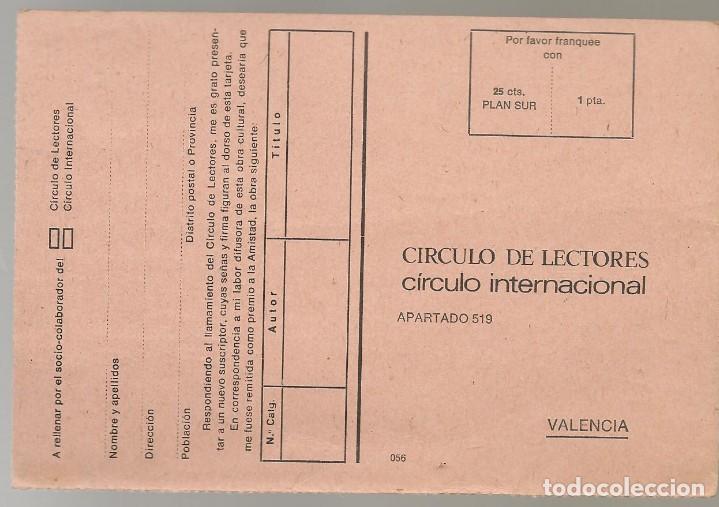 A rellenar por el socio-colaborador del
Círculo de Lectores
Círculo Internacional
Nombre y apellidos
Dirección
Población
Distrito postal o Provincia
Respondiendo al llamamiento del Círculo de Lectores, me es grato presen-
tar a un nuevo suscriptor, cuyas señas y firma figuran al dorso de esta tarjeta.
En correspondencia a mi labor difusora de esta obra cultural, desearía que
me fuese remitida como premio a la Amistad, la obra siguiente:
N.º Catg. Autor Título
Por favor franquee
con
25 cts.
PLAN SUR
1 pta.
CIRCULO DE LECTORES
círculo internacional
APARTADO 519
VALENCIA
056
todocoleccion